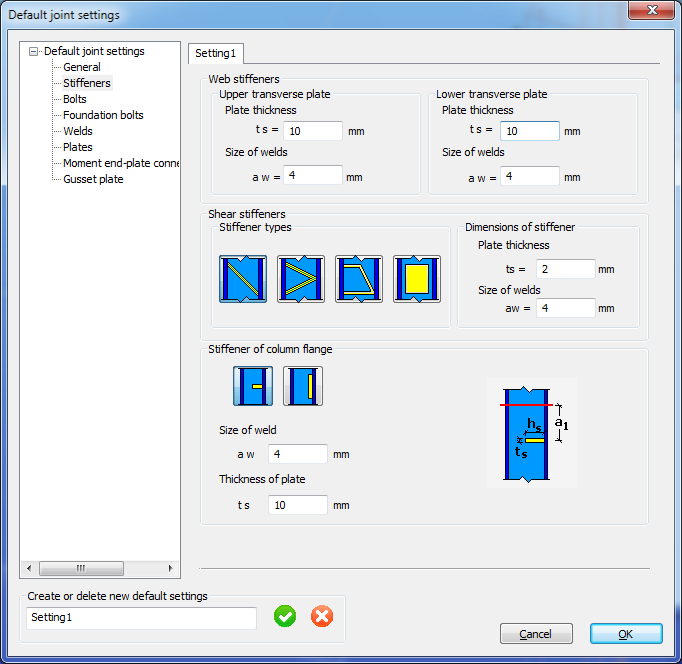 Default joint settings
Default joint settings
General
Stiffeners
Bolts
Foundation bolts
Welds
Plates
Moment end-plate conne
Gusset plate
Setting1
Web stiffeners
Upper transverse plate
Plate thickness
t s = 10 mm
Size of welds
a w = 4 mm
Lower transverse plate
Plate thickness
t s = 10 mm
Size of welds
a w = 4 mm
Shear stiffeners
Stiffener types
Dimensions of stiffener
Plate thickness
ts = 2 mm
Size of welds
aw = 4 mm
Stiffener of column flange
Size of weld
a w 4 mm
Thickness of plate
t s 10 mm
hs
a1
ts
Create or delete new default settings
Setting1
Cancel
OK